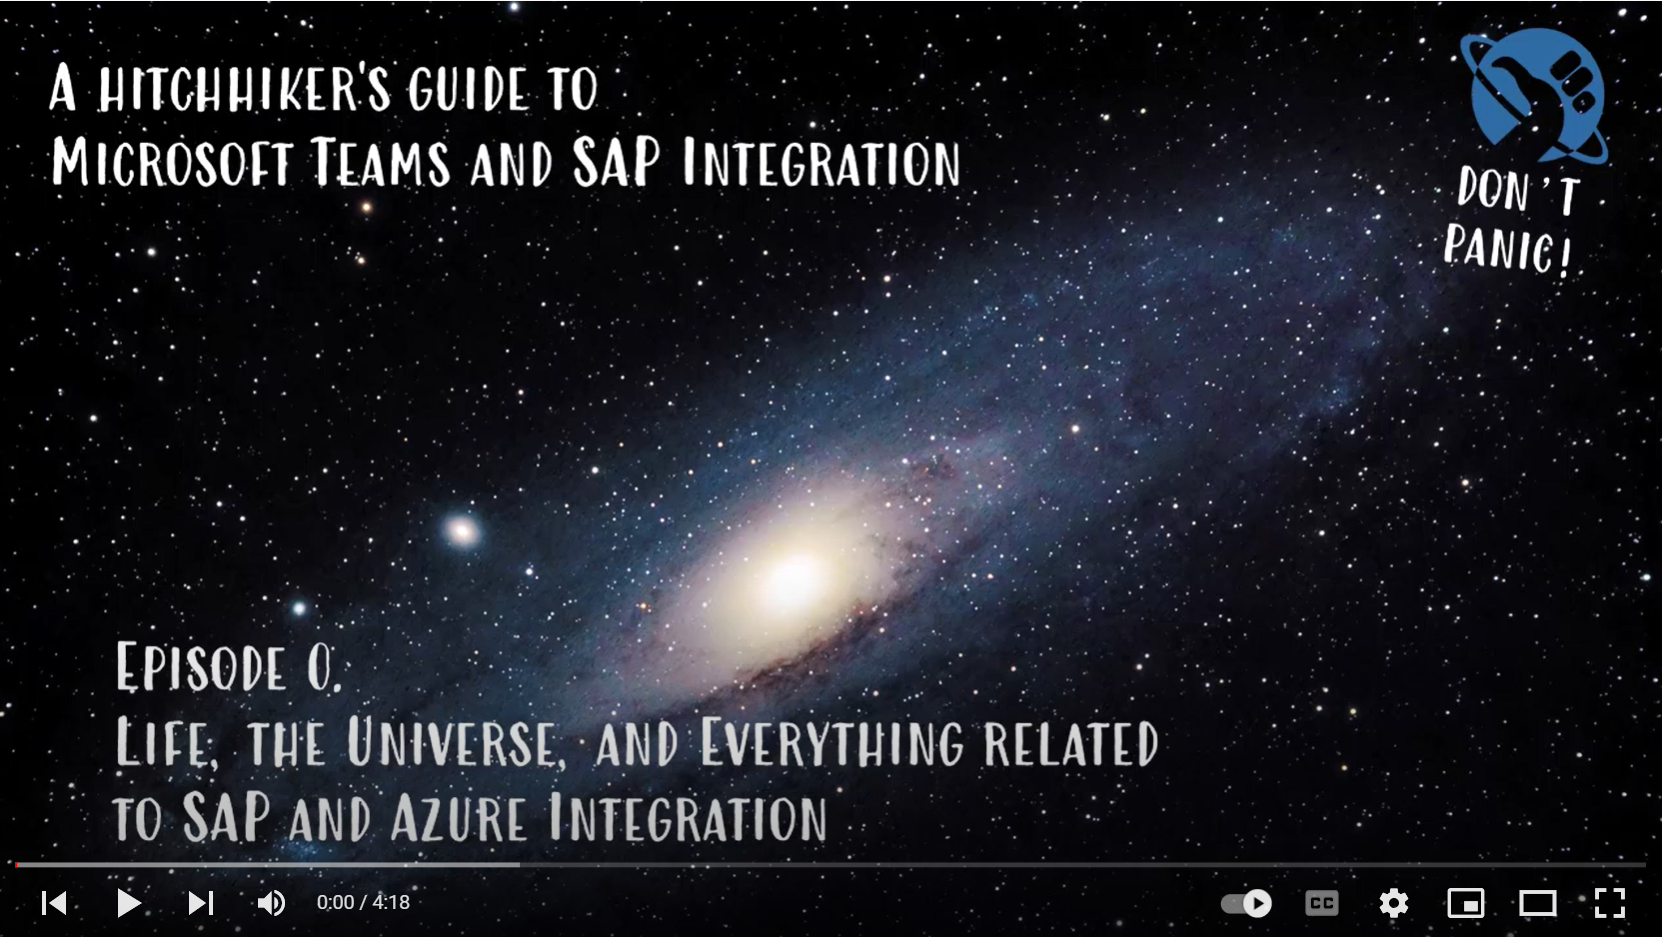 A HITCHHIKER'S GUIDE TO
MICROSOFT TEAMS AND SAP INTEGRATION
DON'T
PANIC!
EPISODE 0.
LIFE, THE UNIVERSE, AND EVERYTHING RELATED
TO SAP AND AZURE INTEGRATION
0:00 / 4:18
CC